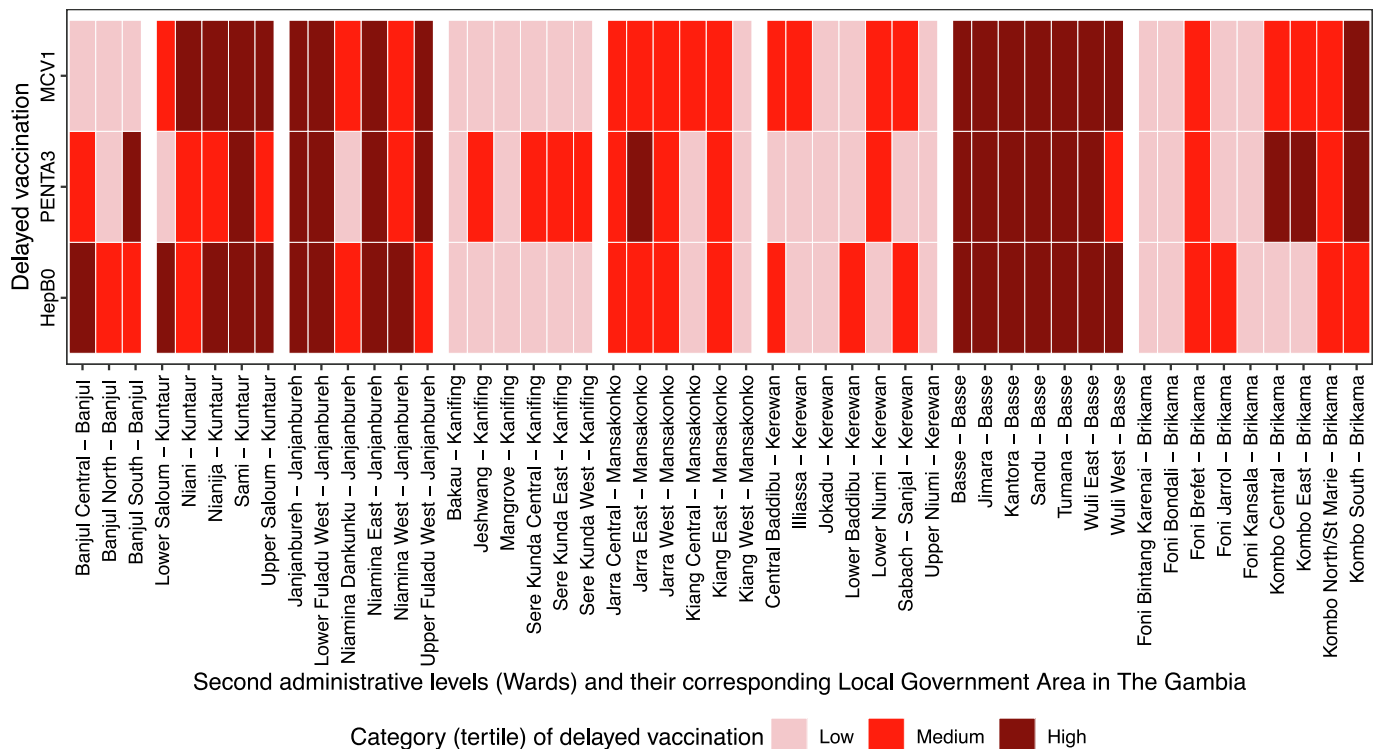 Delayed vaccination
MCV1
PENTA3
HepB0
Banjul Central – Banjul
Banjul North – Banjul
Banjul South – Banjul
Lower Saloum – Kuntaur
Niani – Kuntaur
Nianija – Kuntaur
Sami – Kuntaur
Upper Saloum – Kuntaur
Janjanbureh – Janjanbureh
Lower Fuladu West – Janjanbureh
Niamina Dankunku – Janjanbureh
Niamina East – Janjanbureh
Niamina West – Janjanbureh
Upper Fuladu West – Janjanbureh
Bakau – Kanifing
Jeshwang – Kanifing
Mangrove – Kanifing
Sere Kunda Central – Kanifing
Sere Kunda East – Kanifing
Sere Kunda West – Kanifing
Jarra Central – Mansakonko
Jarra East – Mansakonko
Jarra West – Mansakonko
Kiang Central – Mansakonko
Kiang East – Mansakonko
Kiang West – Mansakonko
Central Baddibu – Kerewan
Illiassa – Kerewan
Jokadu – Kerewan
Lower Baddibu – Kerewan
Lower Niumi – Kerewan
Sabach – Sanjal – Kerewan
Upper Niumi – Kerewan
Basse – Basse
Jimara – Basse
Kantora – Basse
Sandu – Basse
Tumana – Basse
Wuli East – Basse
Wuli West – Basse
Foni Bintang Karenai – Brikama
Foni Bondali – Brikama
Foni Brefet – Brikama
Foni Jarrol – Brikama
Foni Kansala – Brikama
Kombo Central – Brikama
Kombo East – Brikama
Kombo North/St Marie – Brikama
Kombo South – Brikama
Second administrative levels (Wards) and their corresponding Local Government Area in The Gambia
Category (tertile) of delayed vaccination Low Medium High